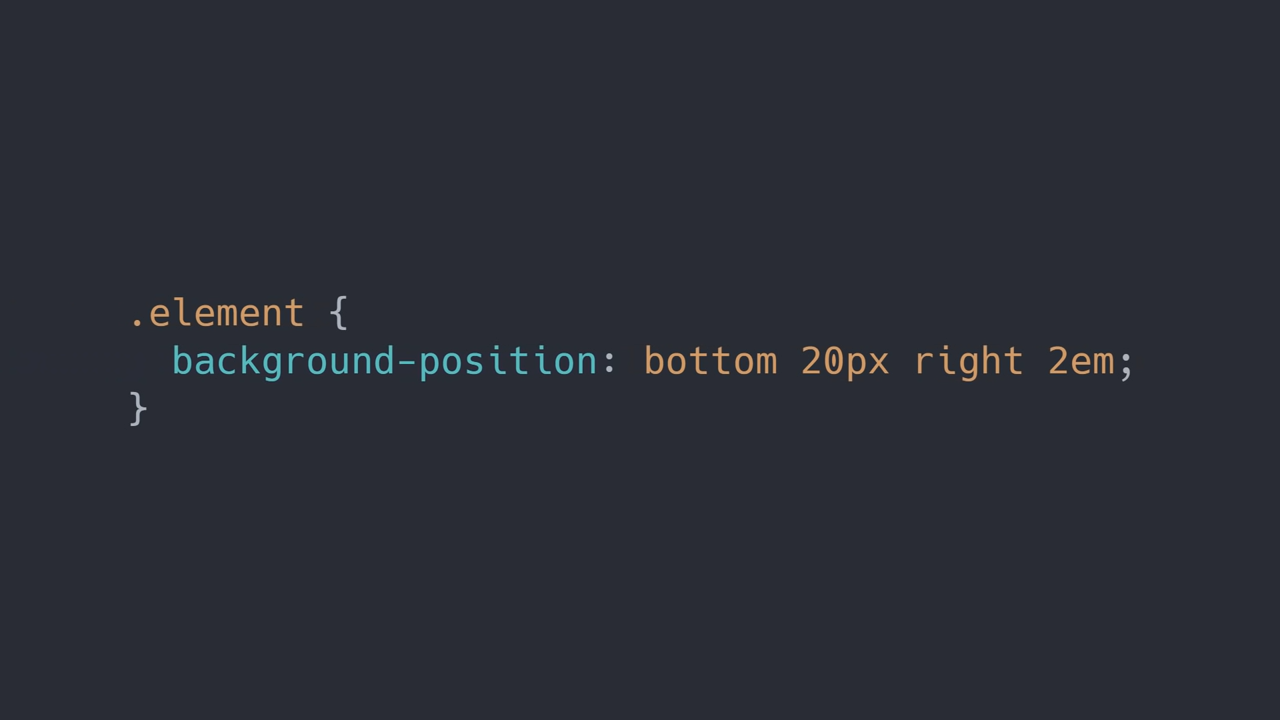 .element {
  background-position: bottom 20px right 2em;
}